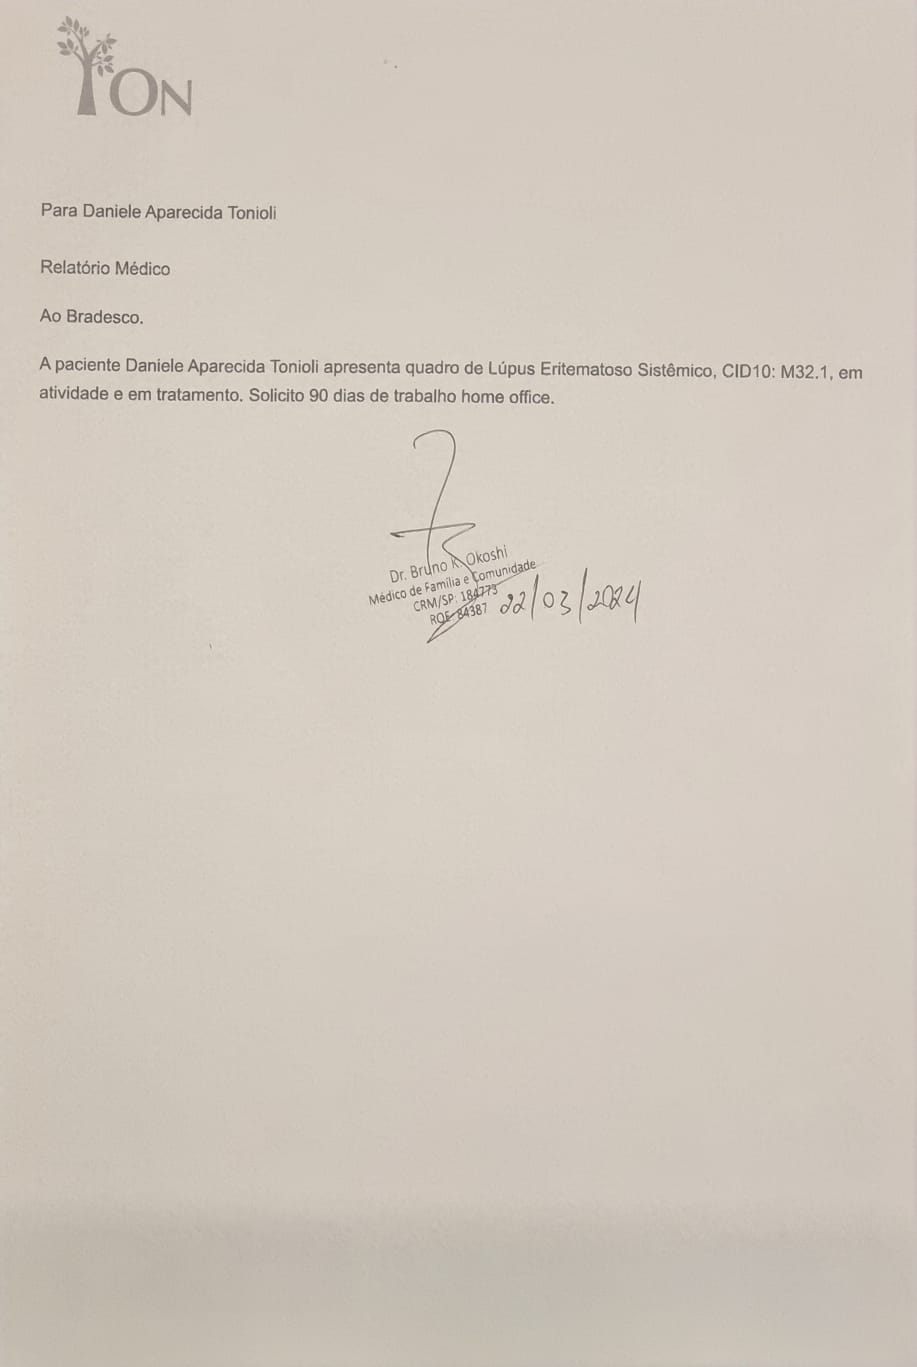 ON
Para Daniele Aparecida Tonioli
Relatório Médico
Ao Bradesco.
A paciente Daniele Aparecida Tonioli apresenta quadro de Lúpus Eritematoso Sistêmico, CID10: M32.1, em
atividade e em tratamento. Solicito 90 dias de trabalho home office.
Dr. Bruno K. Okoshi
Médico de Família e Comunidade
CRM/SP: 184773
RQE: 84387
22/03/2024